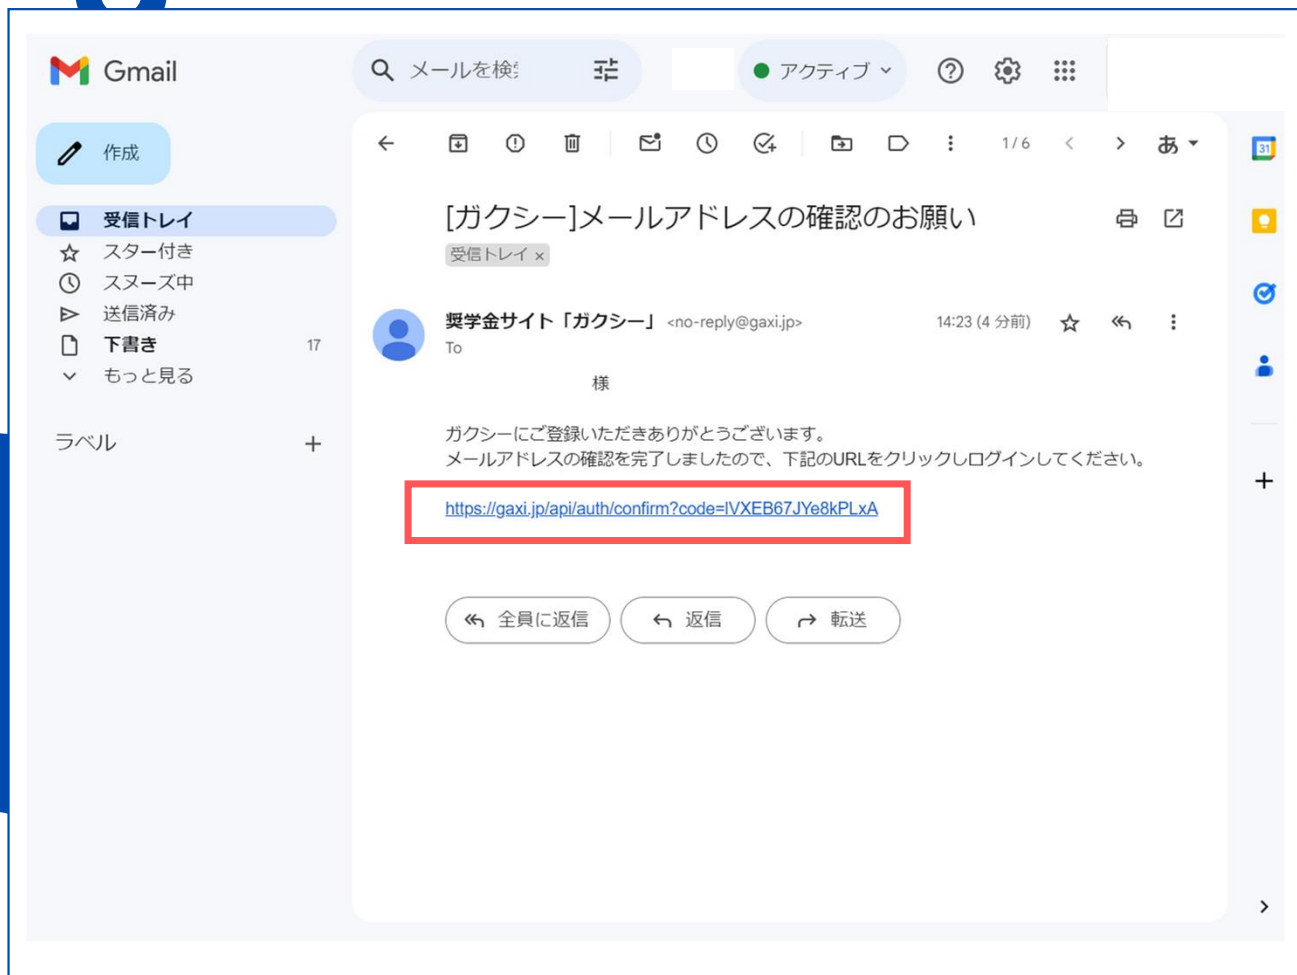 Gmail
メールを検
アクティブ
作成
1/6
あ
31
受信トレイ
スター付き
スヌーズ中
送信済み
下書き 17
もっと見る
ラベル
[ガクシー]メールアドレスの確認のお願い
受信トレイ ×
奨学金サイト「ガクシー」 <no-reply@gaxi.jp> 14:23 (4 分前)
To
様
ガクシーにご登録いただきありがとうございます。
メールアドレスの確認を完了しましたので、下記のURLをクリックしログインしてください。
https://gaxi.jp/api/auth/confirm?code=lVXEB67JYe8kPLxA
全員に返信
返信
転送